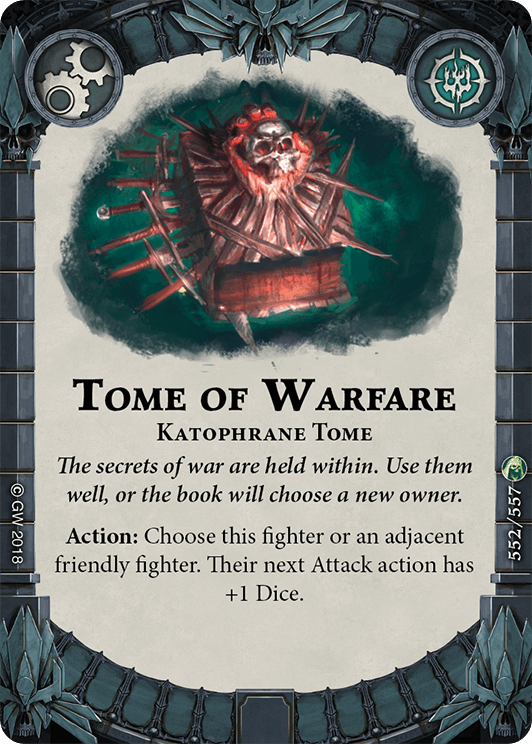 Tome of Warfare
Katophrane Tome
The secrets of war are held within. Use them
well, or the book will choose a new owner.
Action: Choose this fighter or an adjacent
friendly fighter. Their next Attack action has
+1 Dice.
© GW 2018
552/557